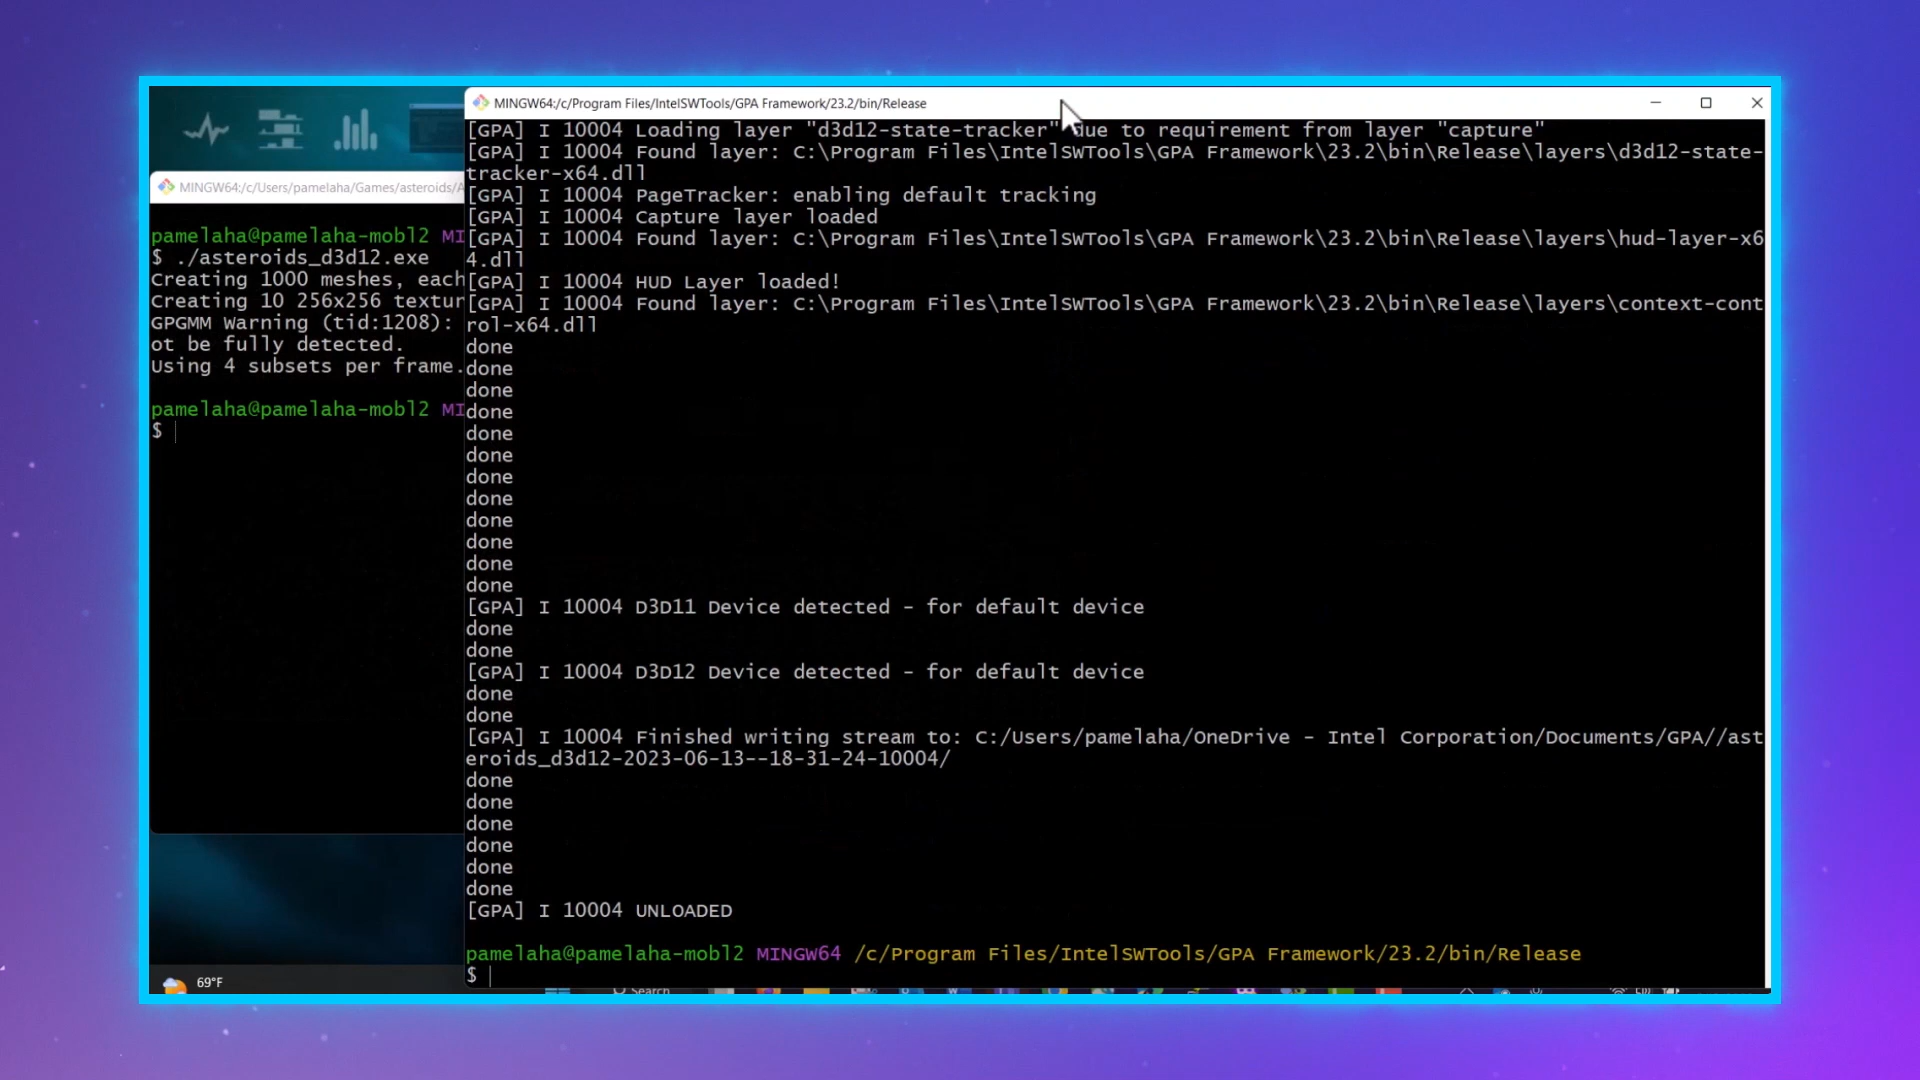 MINGW64:/c/Users/pamelaha/Games/asteroids/A
pamelaha@pamelaha-mobl2 MI
$ ./asteroids_d3d12.exe
Creating 1000 meshes, each
Creating 10 256x256 textur
GPGMM Warning (tid:1208):
ot be fully detected.
Using 4 subsets per frame.
pamelaha@pamelaha-mobl2 MI
$
MINGW64:/c/Program Files/IntelSWTools/GPA Framework/23.2/bin/Release
[GPA] I 10004 Loading layer "d3d12-state-tracker" due to requirement from layer "capture"
[GPA] I 10004 Found layer: C:\Program Files\IntelSWTools\GPA Framework\23.2\bin\Release\layers\d3d12-state-
tracker-x64.dll
[GPA] I 10004 PageTracker: enabling default tracking
[GPA] I 10004 Capture layer loaded
[GPA] I 10004 Found layer: C:\Program Files\IntelSWTools\GPA Framework\23.2\bin\Release\layers\hud-layer-x6
4.dll
[GPA] I 10004 HUD Layer loaded!
[GPA] I 10004 Found layer: C:\Program Files\IntelSWTools\GPA Framework\23.2\bin\Release\layers\context-cont
rol-x64.dll
done
done
done
done
done
done
done
done
done
done
done
done
[GPA] I 10004 D3D11 Device detected - for default device
done
done
[GPA] I 10004 D3D12 Device detected - for default device
done
done
[GPA] I 10004 Finished writing stream to: C:/Users/pamelaha/OneDrive - Intel Corporation/Documents/GPA//ast
eroids_d3d12-2023-06-13--18-31-24-10004/
done
done
done
done
done
done
[GPA] I 10004 UNLOADED
pamelaha@pamelaha-mobl2 MINGW64 /c/Program Files/IntelSWTools/GPA Framework/23.2/bin/Release
$
69°F
Search